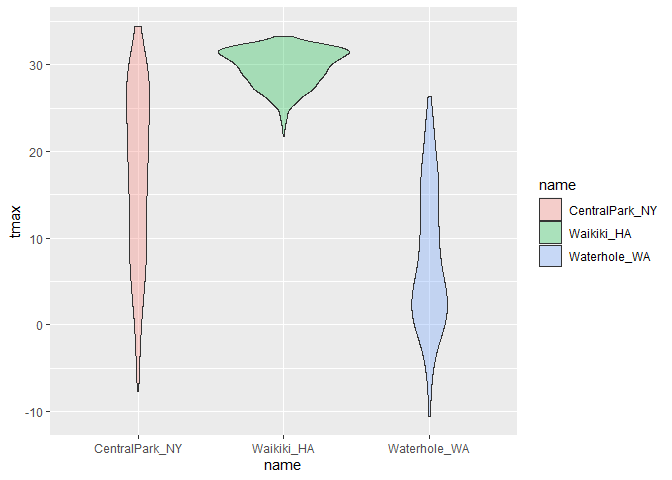 30
20
10
0
-10
tmax
CentralPark_NY
Waikiki_HA
Waterhole_WA
name
name
CentralPark_NY
Waikiki_HA
Waterhole_WA